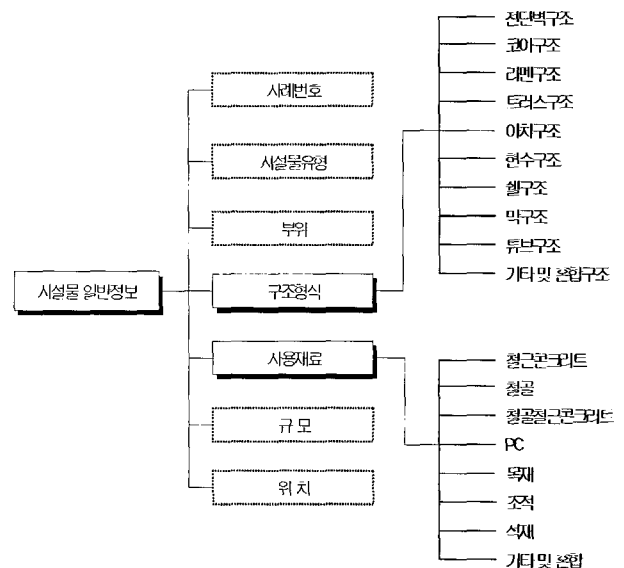 시설물 일반정보
사례번호
시설물유형
부위
구조형식
사용재료
규 모
위 치
전단벽구조
코아구조
라멘구조
트러스구조
아치구조
현수구조
쉘구조
막구조
튜브구조
기타 및 혼합구조
철근콘크리트
철골
철골철근콘크리트
PC
목재
조적
석재
기타 및 혼합